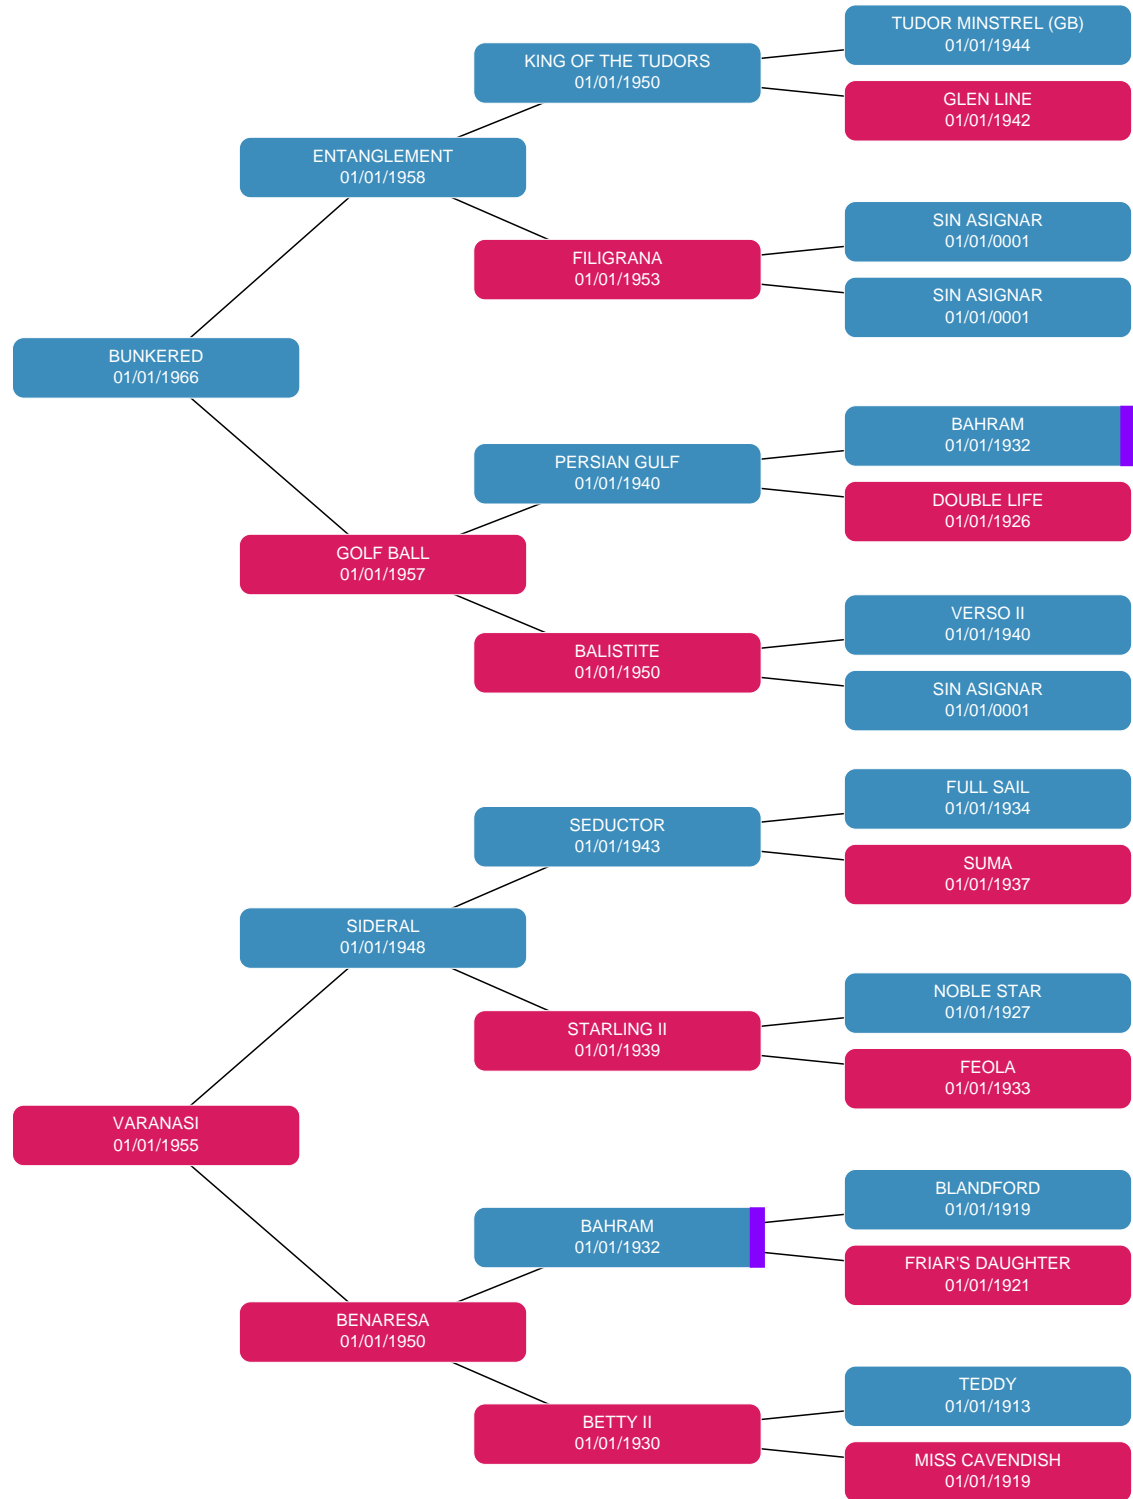 TUDOR MINSTREL (GB)
01/01/1944
KING OF THE TUDORS
01/01/1950
GLEN LINE
01/01/1942
ENTANGLEMENT
01/01/1958
SIN ASIGNAR
01/01/0001
FILIGRANA
01/01/1953
SIN ASIGNAR
01/01/0001
BUNKERED
01/01/1966
BAHRAM
01/01/1932
PERSIAN GULF
01/01/1940
DOUBLE LIFE
01/01/1926
GOLF BALL
01/01/1957
VERSO II
01/01/1940
BALISTITE
01/01/1950
SIN ASIGNAR
01/01/0001
FULL SAIL
01/01/1934
SEDUCTOR
01/01/1943
SUMA
01/01/1937
SIDERAL
01/01/1948
NOBLE STAR
01/01/1927
STARLING II
01/01/1939
FEOLA
01/01/1933
VARANASI
01/01/1955
BLANDFORD
01/01/1919
BAHRAM
01/01/1932
FRIAR'S DAUGHTER
01/01/1921
BENARESA
01/01/1950
TEDDY
01/01/1913
BETTY II
01/01/1930
MISS CAVENDISH
01/01/1919